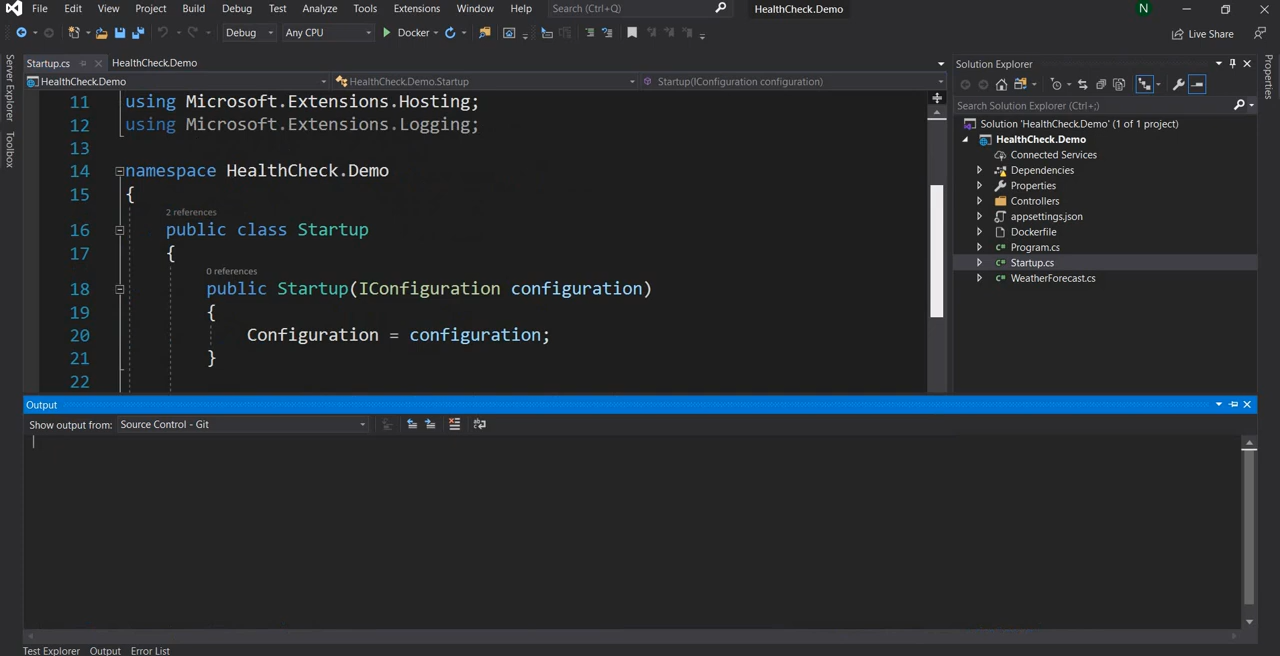 File Edit View Project Build Debug Test Analyze Tools Extensions Window Help Search (Ctrl+Q) HealthCheck.Demo N
Debug Any CPU Docker Live Share
Startup.cs HealthCheck.Demo
HealthCheck.Demo HealthCheck.Demo.Startup Startup(IConfiguration configuration)
Server Explorer
Toolbox
11 using Microsoft.Extensions.Hosting;
12 using Microsoft.Extensions.Logging;
13
14 namespace HealthCheck.Demo
15 {
2 references
16 public class Startup
17 {
0 references
18 public Startup(IConfiguration configuration)
19 {
20 Configuration = configuration;
21 }
22
Solution Explorer
Search Solution Explorer (Ctrl+;)
Solution 'HealthCheck.Demo' (1 of 1 project)
HealthCheck.Demo
Connected Services
Dependencies
Properties
Controllers
appsettings.json
Dockerfile
C# Program.cs
C# Startup.cs
C# WeatherForecast.cs
Properties
Output
Show output from: Source Control - Git
Test Explorer Output Error List